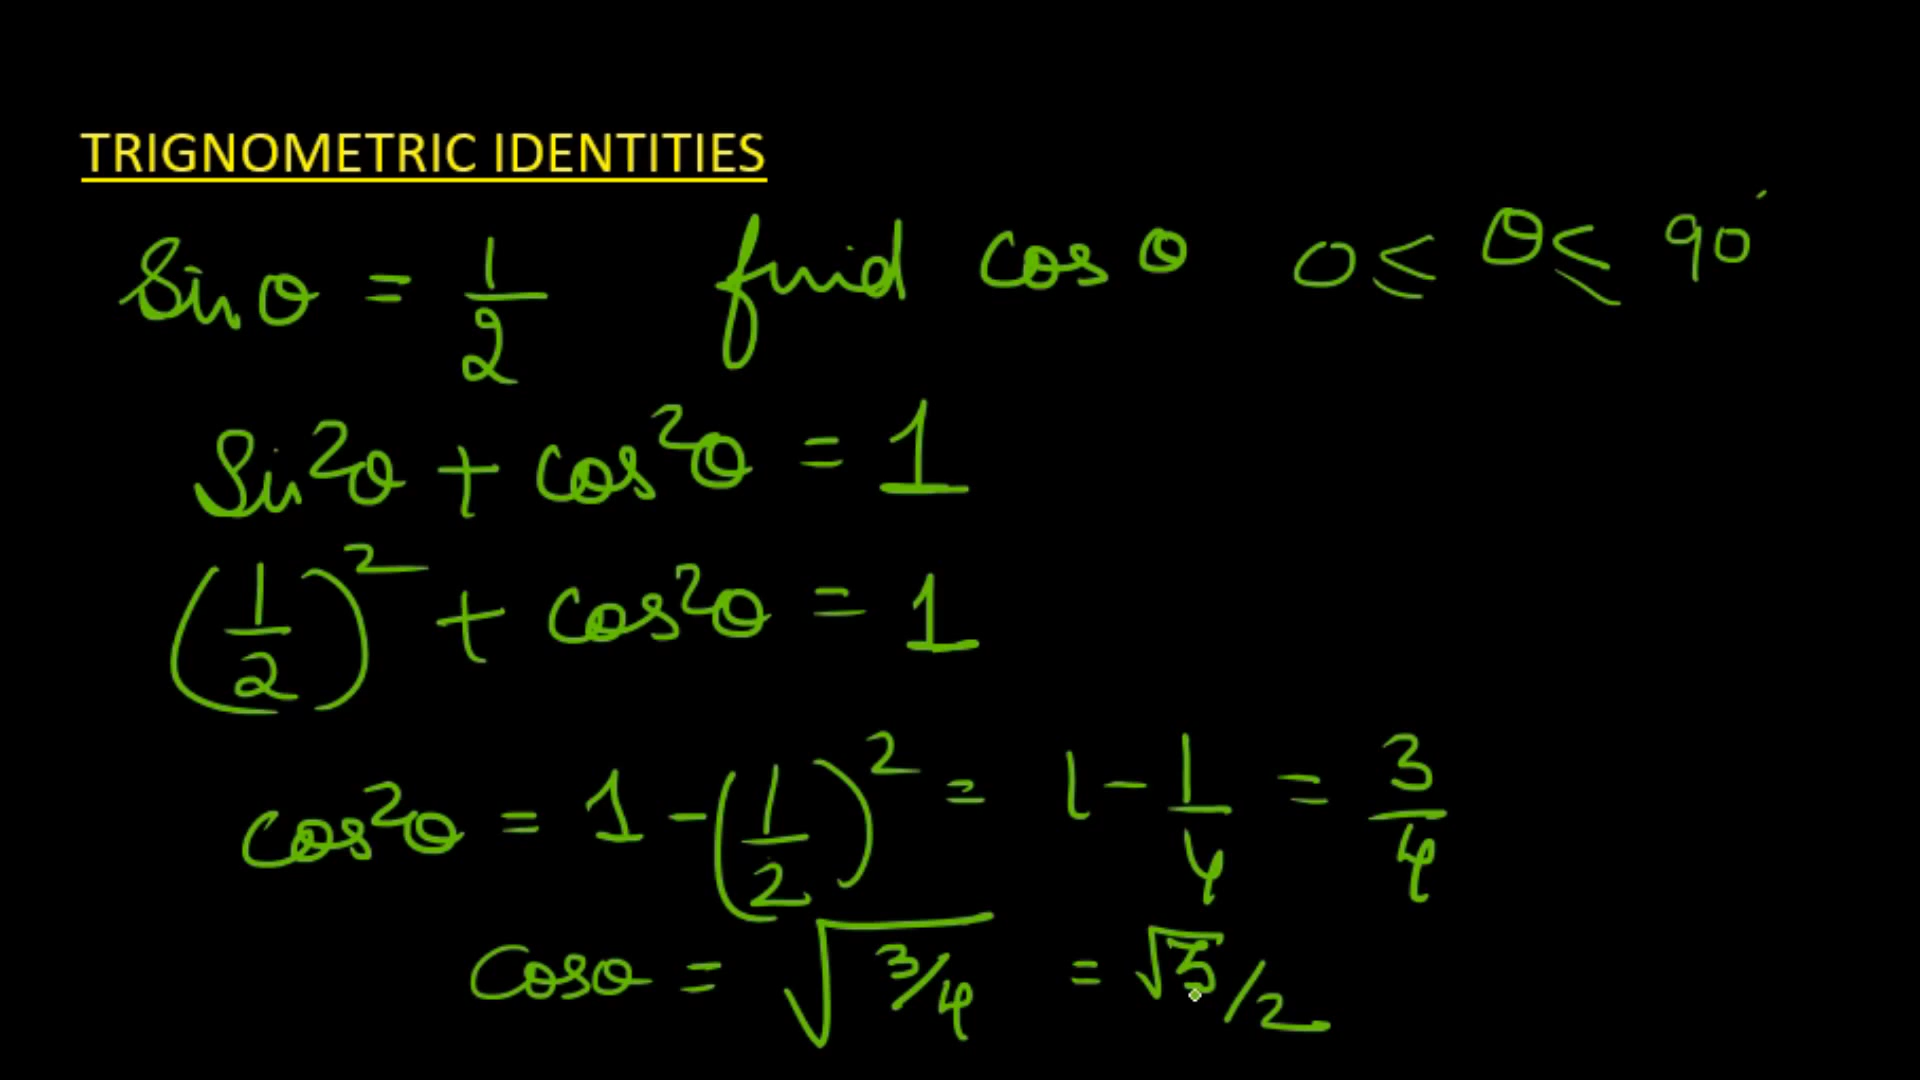 TRIGNOMETRIC IDENTITIES
Sin θ = 1/2 find cos θ 0 ≤ θ ≤ 90°
Sin²θ + cos²θ = 1
(1/2)² + cos²θ = 1
cos²θ = 1 - (1/2)² = 1 - 1/4 = 3/4
Cosθ = √3/4 = √3/2